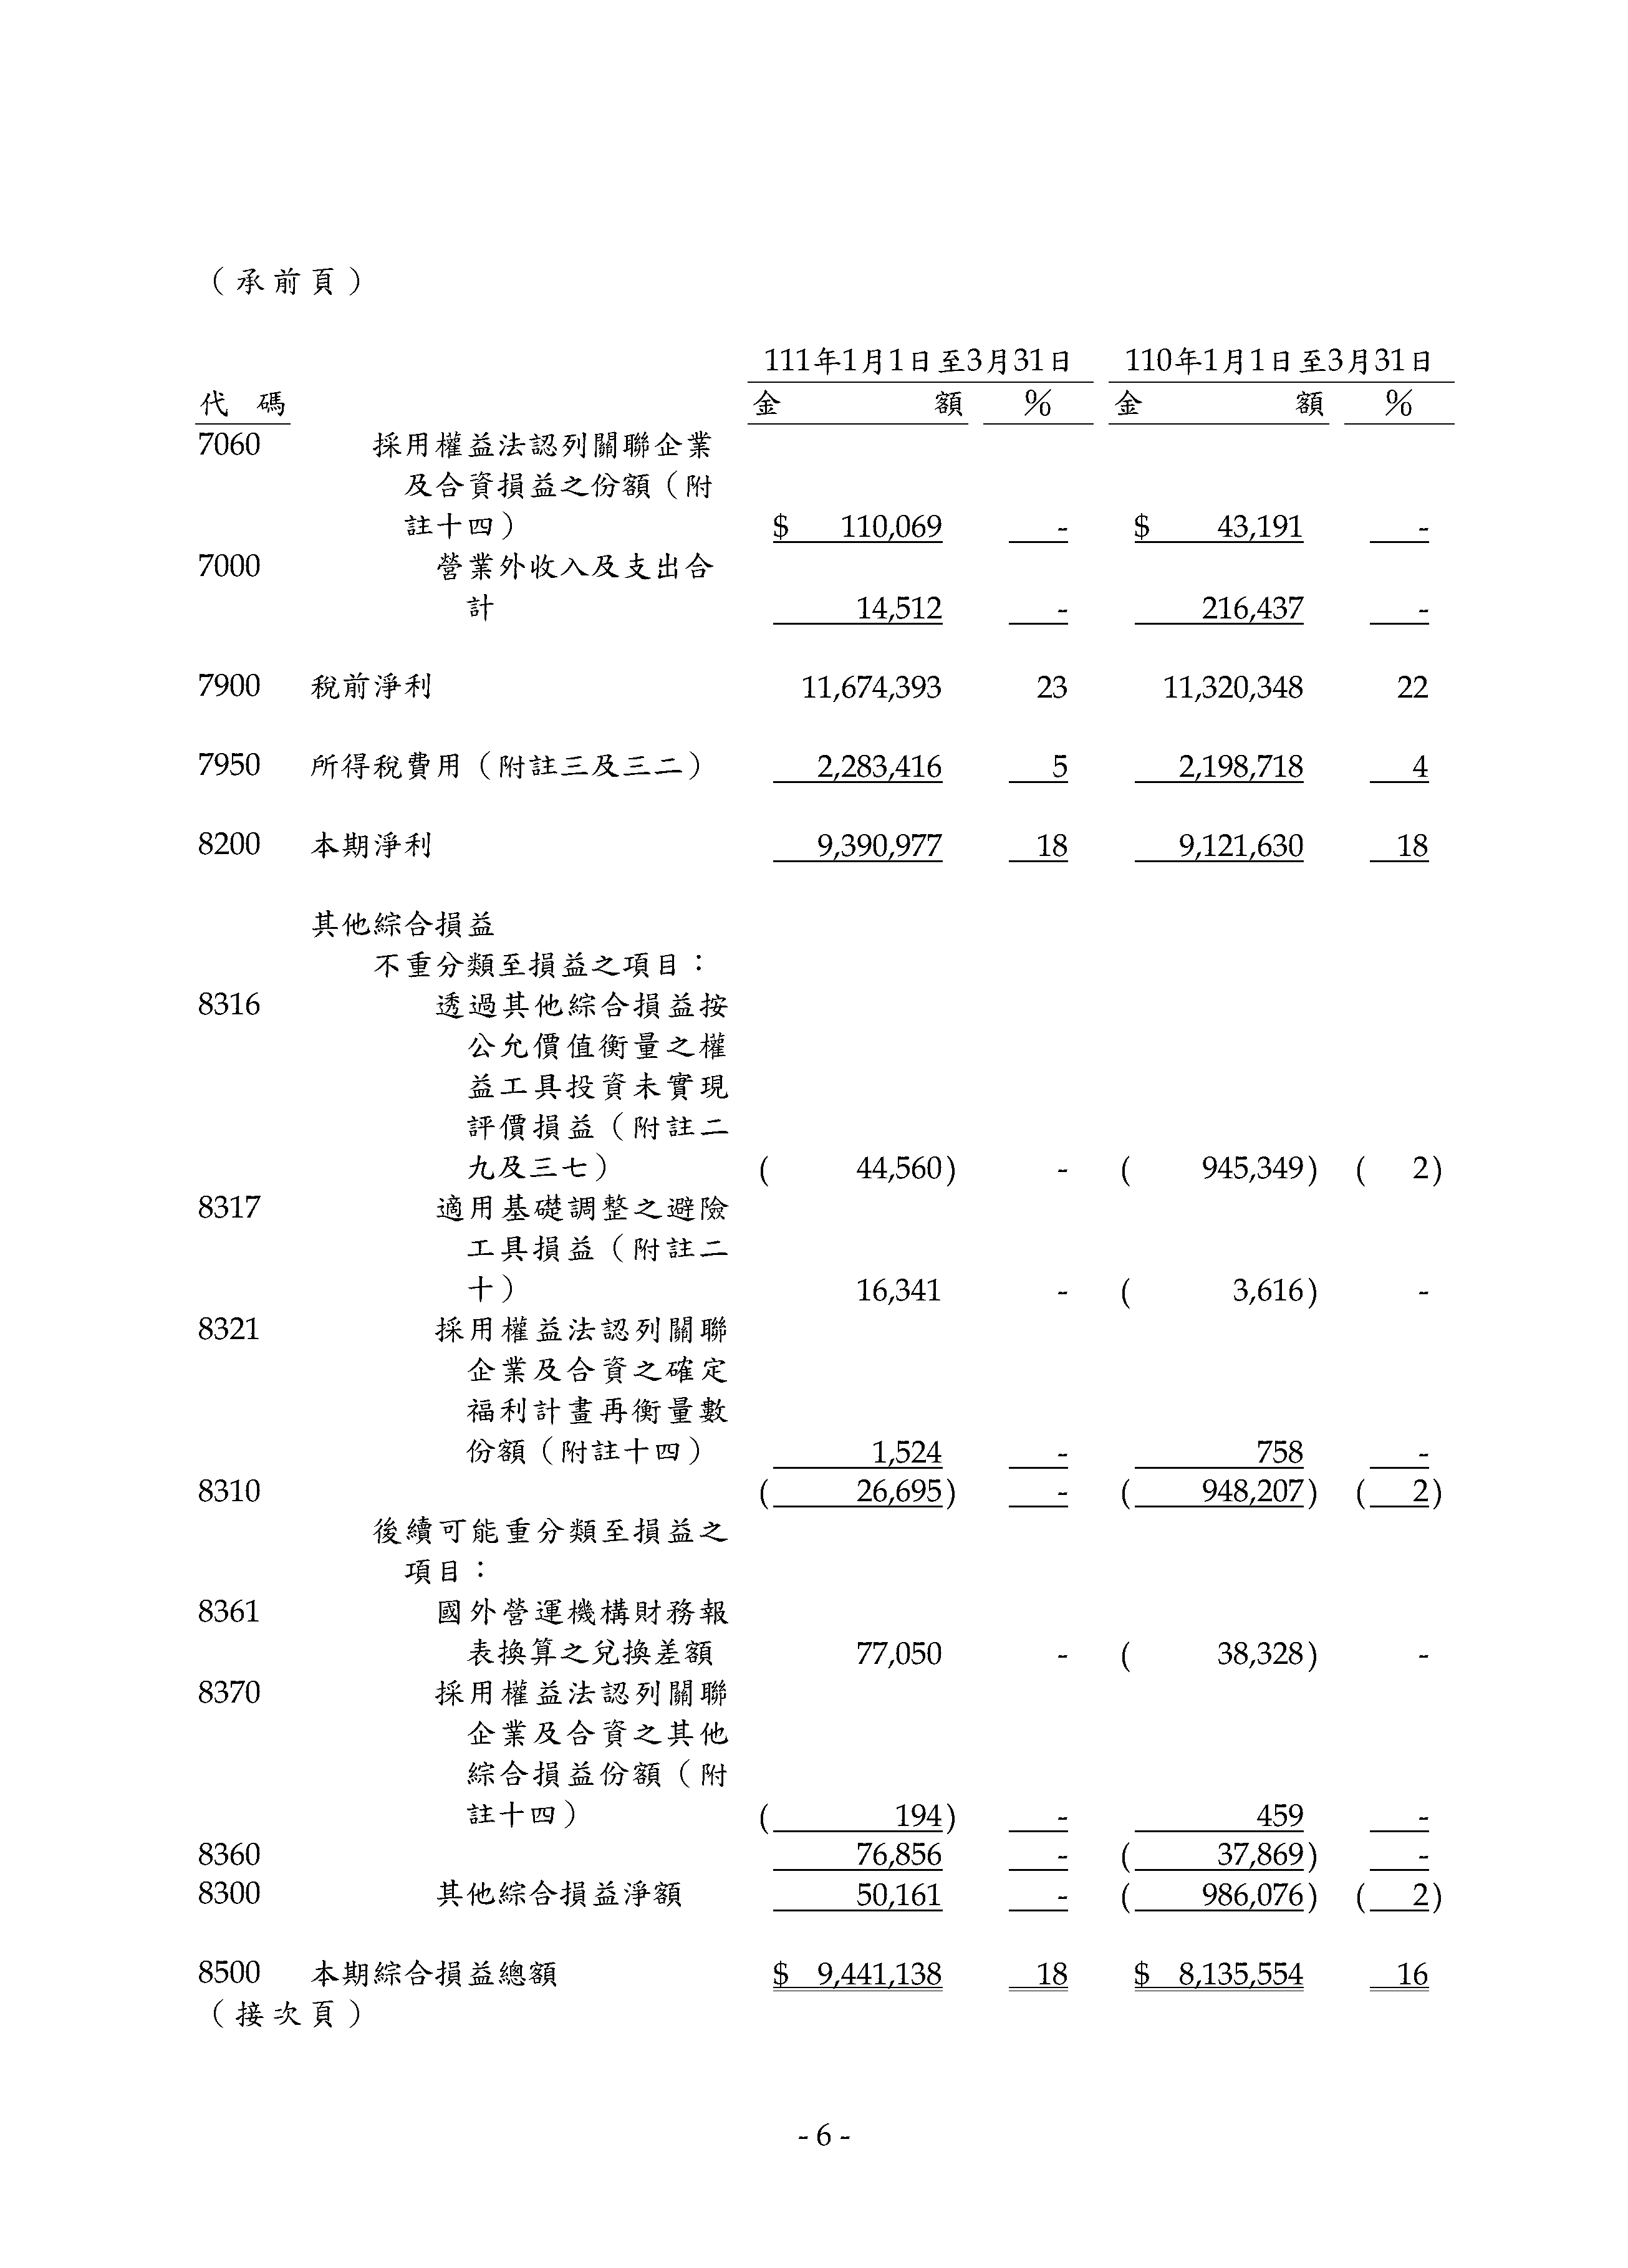 （承前頁）
111年1月1日至3月31日 110年1月1日至3月31日
代 碼 金 額 % 金 額 %
7060 採用權益法認列關聯企業
及合資損益之份額（附
註十四） $ 110,069 - $ 43,191 -
7000 營業外收入及支出合
計 14,512 - 216,437 -
7900 稅前淨利 11,674,393 23 11,320,348 22
7950 所得稅費用（附註三及三二） 2,283,416 5 2,198,718 4
8200 本期淨利 9,390,977 18 9,121,630 18
其他綜合損益
不重分類至損益之項目：
8316 透過其他綜合損益按
公允價值衡量之權
益工具投資未實現
評價損益（附註二
九及三七） ( 44,560) - ( 945,349) ( 2)
8317 適用基礎調整之避險
工具損益（附註二
十） 16,341 - ( 3,616) -
8321 採用權益法認列關聯
企業及合資之確定
福利計畫再衡量數
份額（附註十四） 1,524 - 758 -
8310 ( 26,695) - ( 948,207) ( 2)
後續可能重分類至損益之
項目：
8361 國外營運機構財務報
表換算之兌換差額 77,050 - ( 38,328) -
8370 採用權益法認列關聯
企業及合資之其他
綜合損益份額（附
註十四） ( 194) - 459 -
8360 76,856 - ( 37,869) -
8300 其他綜合損益淨額 50,161 - ( 986,076) ( 2)
8500 本期綜合損益總額 $ 9,441,138 18 $ 8,135,554 16
（接次頁）
- 6 -